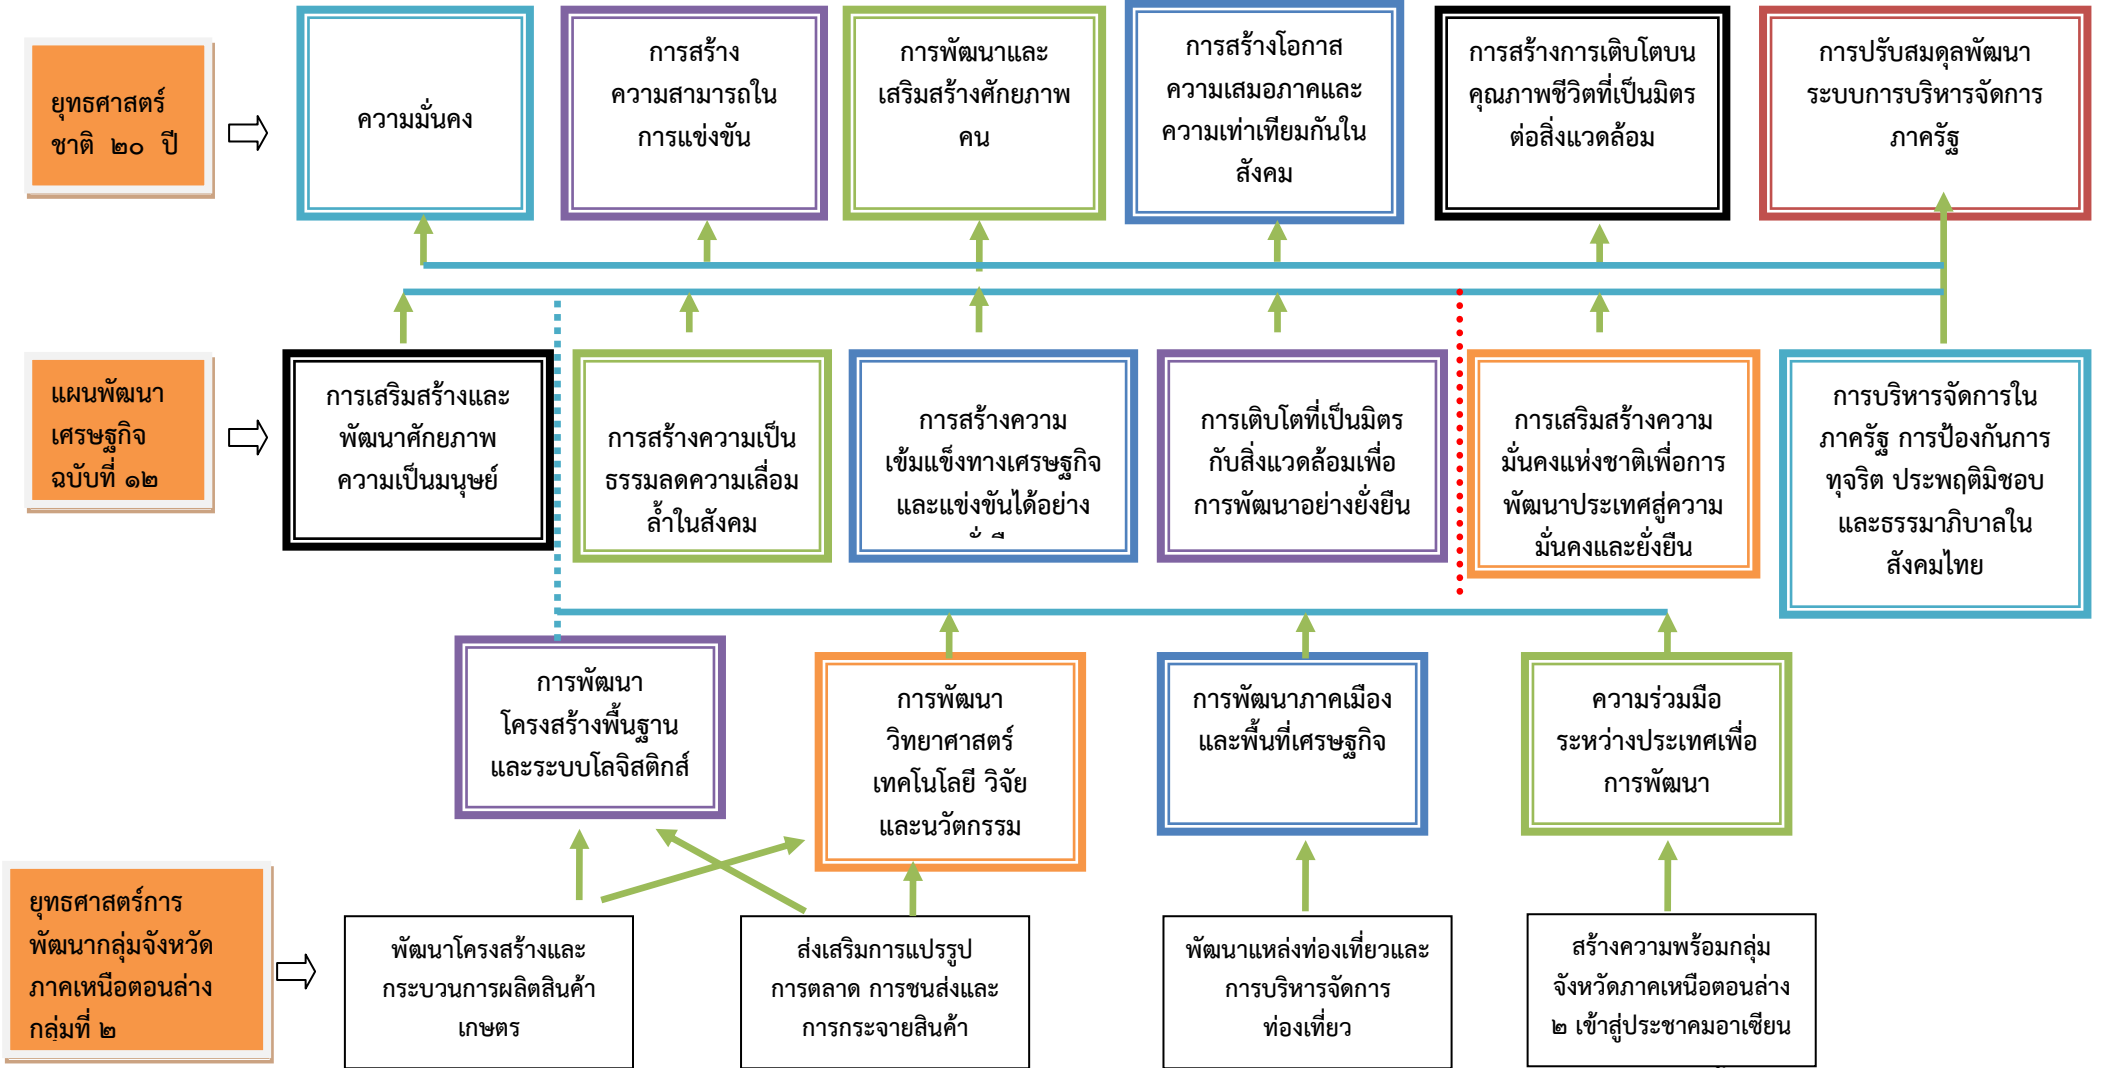 ยุทธศาสตร์
ชาติ ๒๐ ปี
ความมั่นคง
การสร้าง
ความสามารถใน
การแข่งขัน
การพัฒนาและ
เสริมสร้างศักยภาพ
คน
การสร้างโอกาส
ความเสมอภาคและ
ความเท่าเทียมกันใน
สังคม
การสร้างการเติบโตบน
คุณภาพชีวิตที่เป็นมิตร
ต่อสิ่งแวดล้อม
การปรับสมดุลพัฒนา
ระบบการบริหารจัดการ
ภาครัฐ
แผนพัฒนา
เศรษฐกิจ
ฉบับที่ ๑๒
การเสริมสร้างและ
พัฒนาศักยภาพ
ความเป็นมนุษย์
การสร้างความเป็น
ธรรมลดความเลื่อม
ล้ำในสังคม
การสร้างความ
เข้มแข็งทางเศรษฐกิจ
และแข่งขันได้อย่าง
การเติบโตที่เป็นมิตร
กับสิ่งแวดล้อมเพื่อ
การพัฒนาอย่างยั่งยืน
การเสริมสร้างความ
มั่นคงแห่งชาติเพื่อการ
พัฒนาประเทศสู่ความ
มั่นคงและยั่งยืน
การบริหารจัดการใน
ภาครัฐ การป้องกันการ
ทุจริต ประพฤติมิชอบ
และธรรมาภิบาลใน
สังคมไทย
การพัฒนา
โครงสร้างพื้นฐาน
และระบบโลจิสติกส์
การพัฒนา
วิทยาศาสตร์
เทคโนโลยี วิจัย
และนวัตกรรม
การพัฒนาภาคเมือง
และพื้นที่เศรษฐกิจ
ความร่วมมือ
ระหว่างประเทศเพื่อ
การพัฒนา
ยุทธศาสตร์การ
พัฒนากลุ่มจังหวัด
ภาคเหนือตอนล่าง
กลุ่มที่ ๒
พัฒนาโครงสร้างและ
กระบวนการผลิตสินค้า
เกษตร
ส่งเสริมการแปรรูป
การตลาด การชนส่งและ
การกระจายสินค้า
พัฒนาแหล่งท่องเที่ยวและ
การบริหารจัดการ
ท่องเที่ยว
สร้างความพร้อมกลุ่ม
จังหวัดภาคเหนือตอนล่าง
๒ เข้าสู่ประชาคมอาเซียน